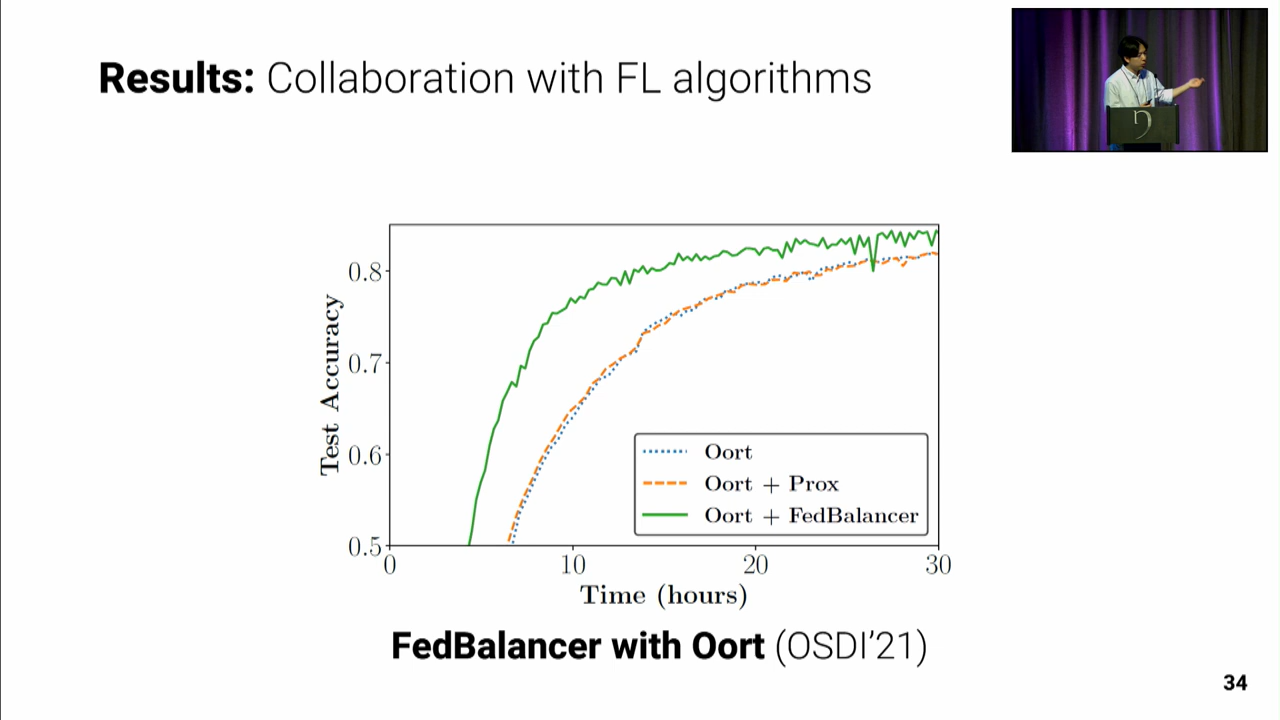 Results: Collaboration with FL algorithms
0.8
0.7
0.6
0.5
Test Accuracy
Oort
Oort + Prox
Oort + FedBalancer
0 10 20 30
Time (hours)
FedBalancer with Oort (OSDI'21)
34